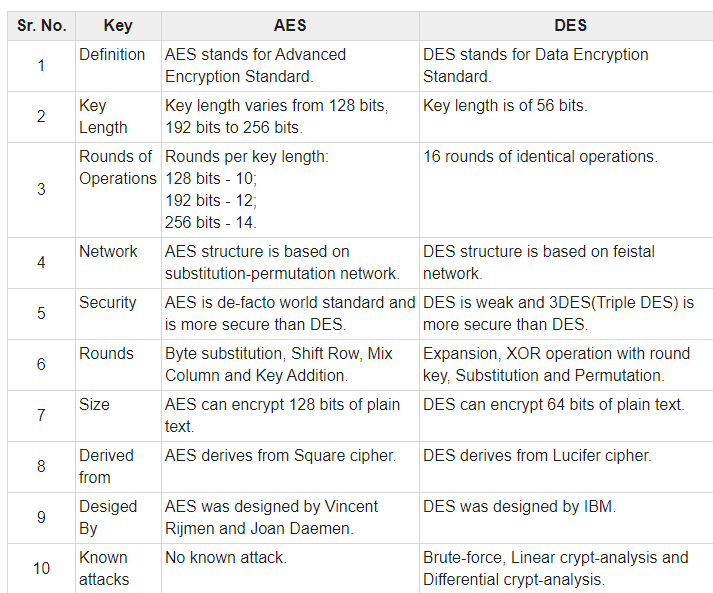 Sr. No. Key AES DES
1 Definition AES stands for Advanced Encryption Standard. DES stands for Data Encryption Standard.
2 Key Length Key length varies from 128 bits, 192 bits to 256 bits. Key length is of 56 bits.
3 Rounds of Operations Rounds per key length: 128 bits - 10; 192 bits - 12; 256 bits - 14. 16 rounds of identical operations.
4 Network AES structure is based on substitution-permutation network. DES structure is based on feistal network.
5 Security AES is de-facto world standard and is more secure than DES. DES is weak and 3DES(Triple DES) is more secure than DES.
6 Rounds Byte substitution, Shift Row, Mix Column and Key Addition. Expansion, XOR operation with round key, Substitution and Permutation.
7 Size AES can encrypt 128 bits of plain text. DES can encrypt 64 bits of plain text.
8 Derived from AES derives from Square cipher. DES derives from Lucifer cipher.
9 Desiged By AES was designed by Vincent Rijmen and Joan Daemen. DES was designed by IBM.
10 Known attacks No known attack. Brute-force, Linear crypt-analysis and Differential crypt-analysis.